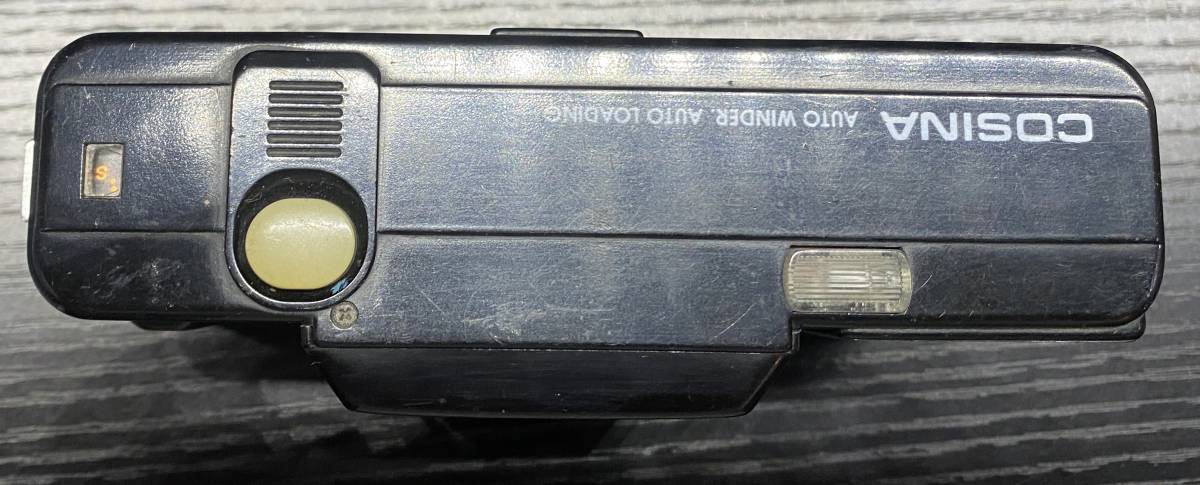 COSINA AUTO WINDER. AUTO LOADING
S